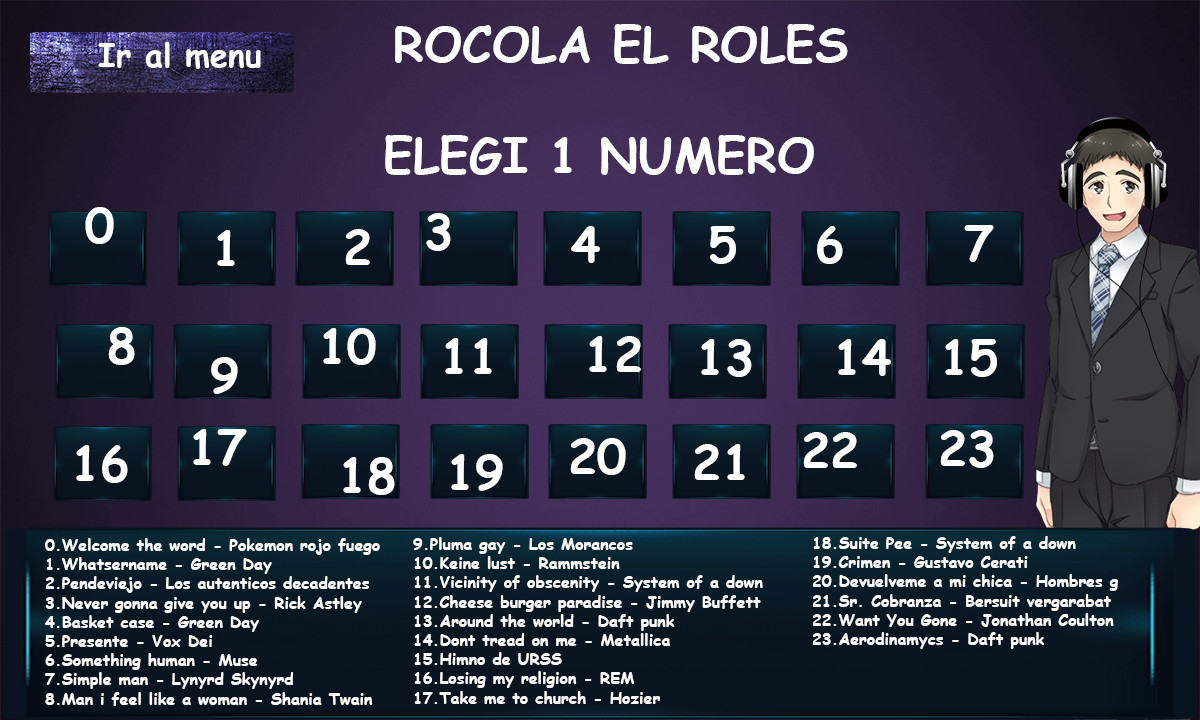 Ir al menu
ROCOLA EL ROLES
ELEGI 1 NUMERO
0 1 2 3 4 5 6 7
8 9 10 11 12 13 14 15
16 17 18 19 20 21 22 23
0.Welcome the word - Pokemon rojo fuego
1.Whatsername - Green Day
2.Pendeviejo - Los autenticos decadentes
3.Never gonna give you up - Rick Astley
4.Basket case - Green Day
5.Presente - Vox Dei
6.Something human - Muse
7.Simple man - Lynyrd Skynyrd
8.Man i feel like a woman - Shania Twain
9.Pluma gay - Los Morancos
10.Keine lust - Rammstein
11.Vicinity of obscenity - System of a down
12.Cheese burger paradise - Jimmy Buffett
13.Around the world - Daft punk
14.Dont tread on me - Metallica
15.Himno de URSS
16.Losing my religion - REM
17.Take me to church - Hozier
18.Suite Pee - System of a down
19.Crimen - Gustavo Cerati
20.Devuelveme a mi chica - Hombres g
21.Sr. Cobranza - Bersuit vergarabat
22.Want You Gone - Jonathan Coulton
23.Aerodinamycs - Daft punk